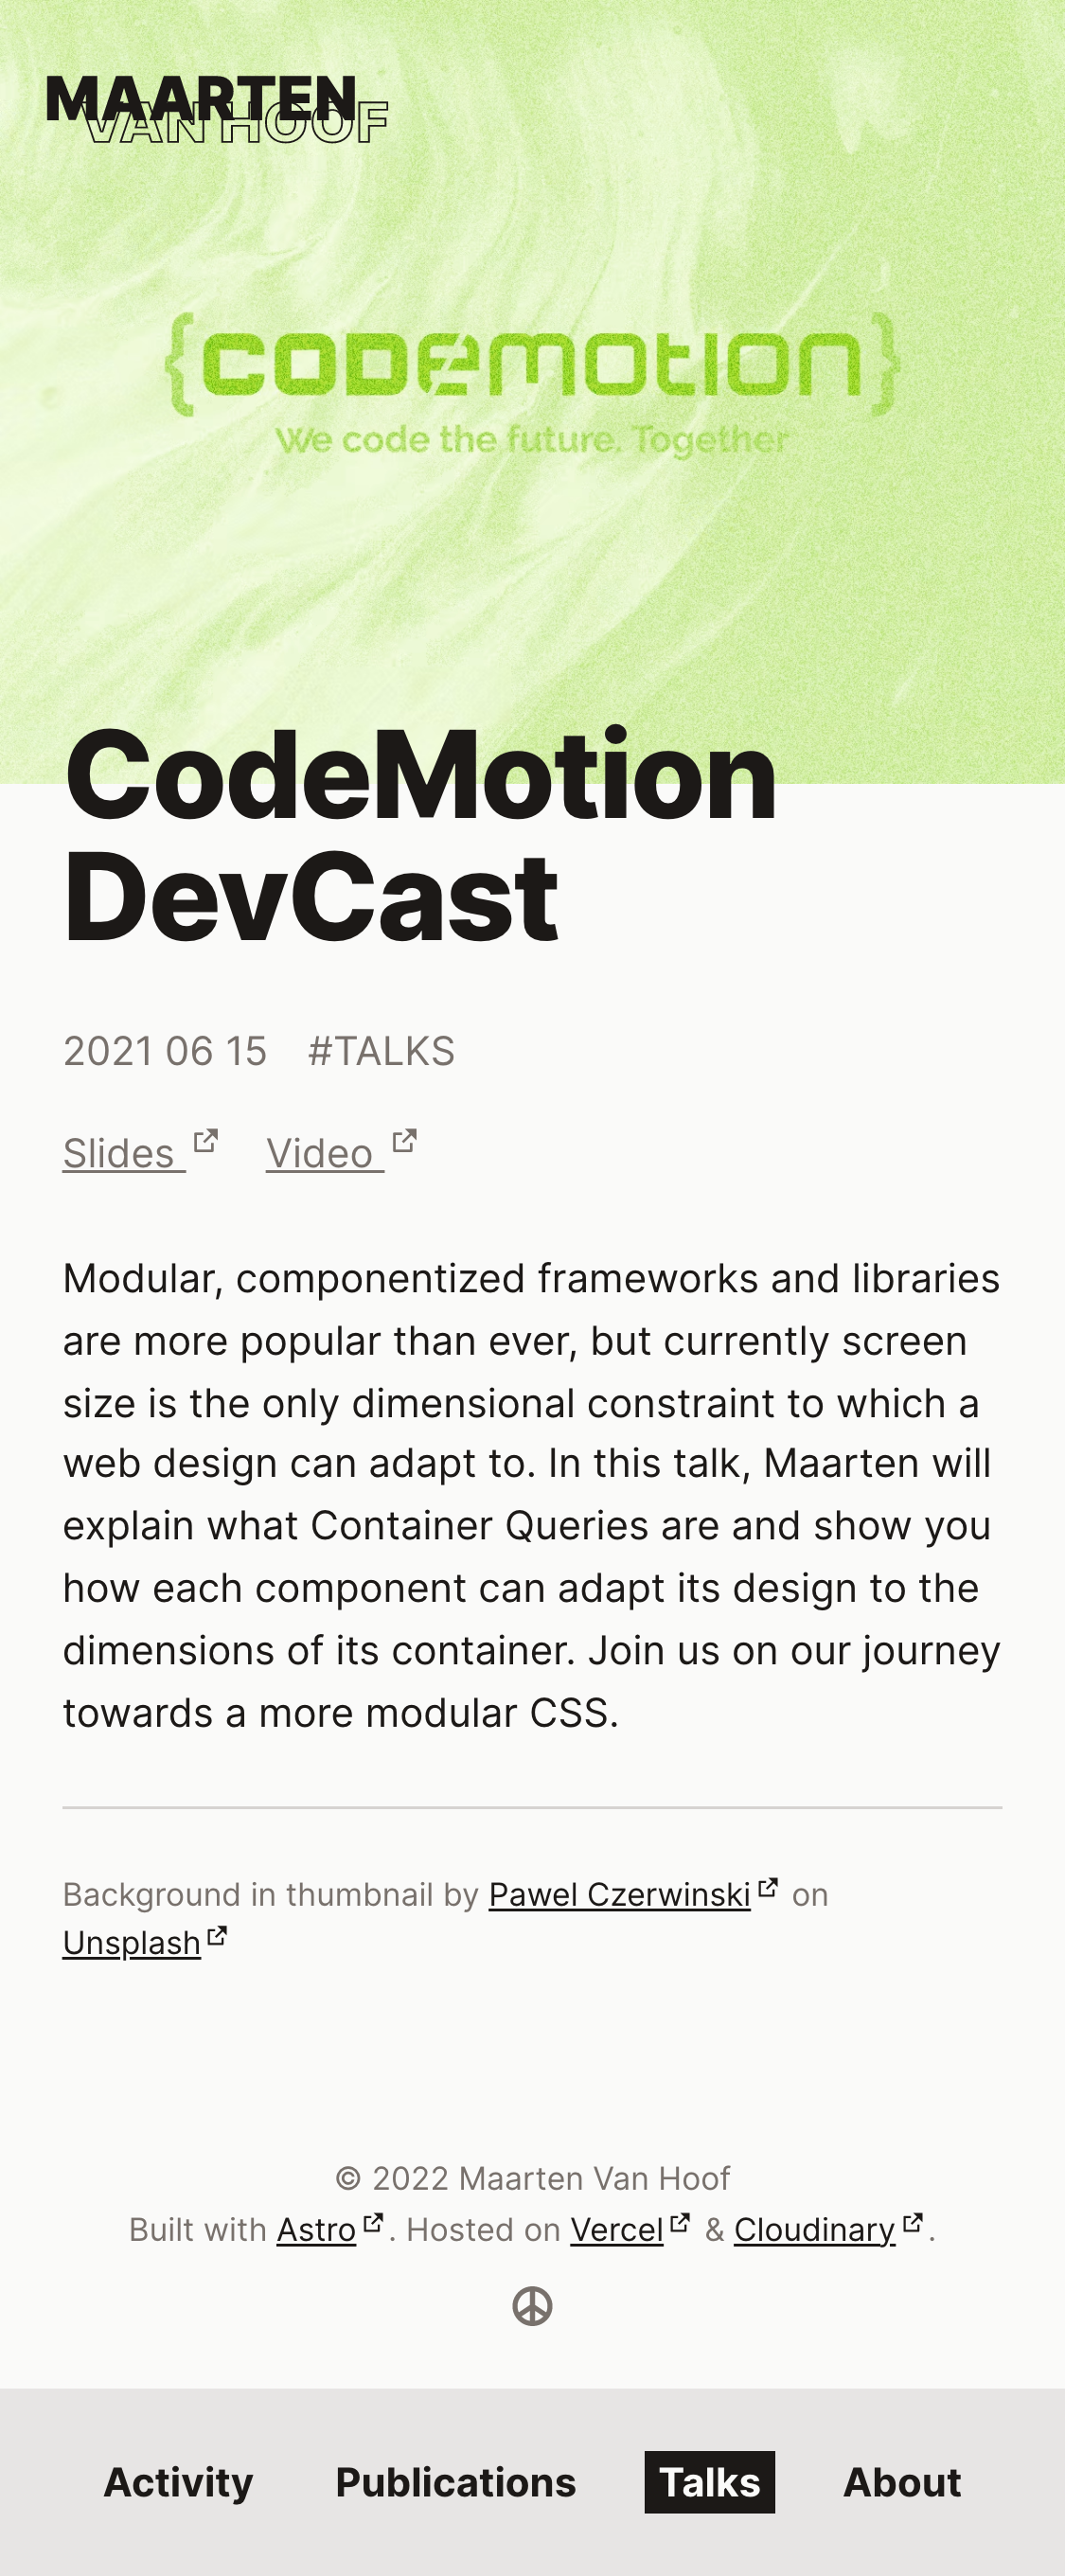 MAARTEN
VAN HOOF
{CODEMOTION}
We code the future. Together
CodeMotion
DevCast
2021 06 15 #TALKS
Slides Video
Modular, componentized frameworks and libraries
are more popular than ever, but currently screen
size is the only dimensional constraint to which a
web design can adapt to. In this talk, Maarten will
explain what Container Queries are and show you
how each component can adapt its design to the
dimensions of its container. Join us on our journey
towards a more modular CSS.
Background in thumbnail by Pawel Czerwinski on
Unsplash
© 2022 Maarten Van Hoof
Built with Astro. Hosted on Vercel & Cloudinary.
Activity Publications Talks About